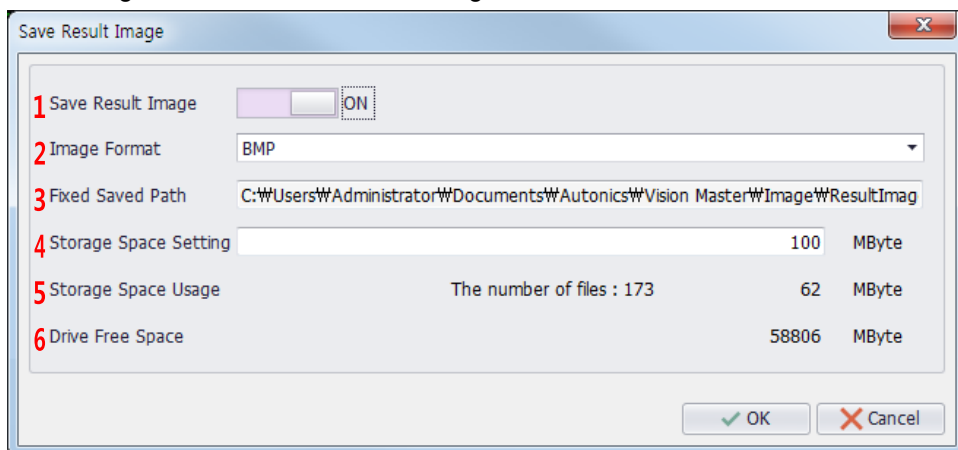 Save Result Image
1 Save Result Image ON
2 Image Format BMP
3 Fixed Saved Path C:₩Users₩Administrator₩Documents₩Autonics₩Vision Master₩Image₩ResultImag
4 Storage Space Setting 100 MByte
5 Storage Space Usage The number of files : 173 62 MByte
6 Drive Free Space 58806 MByte
OK Cancel